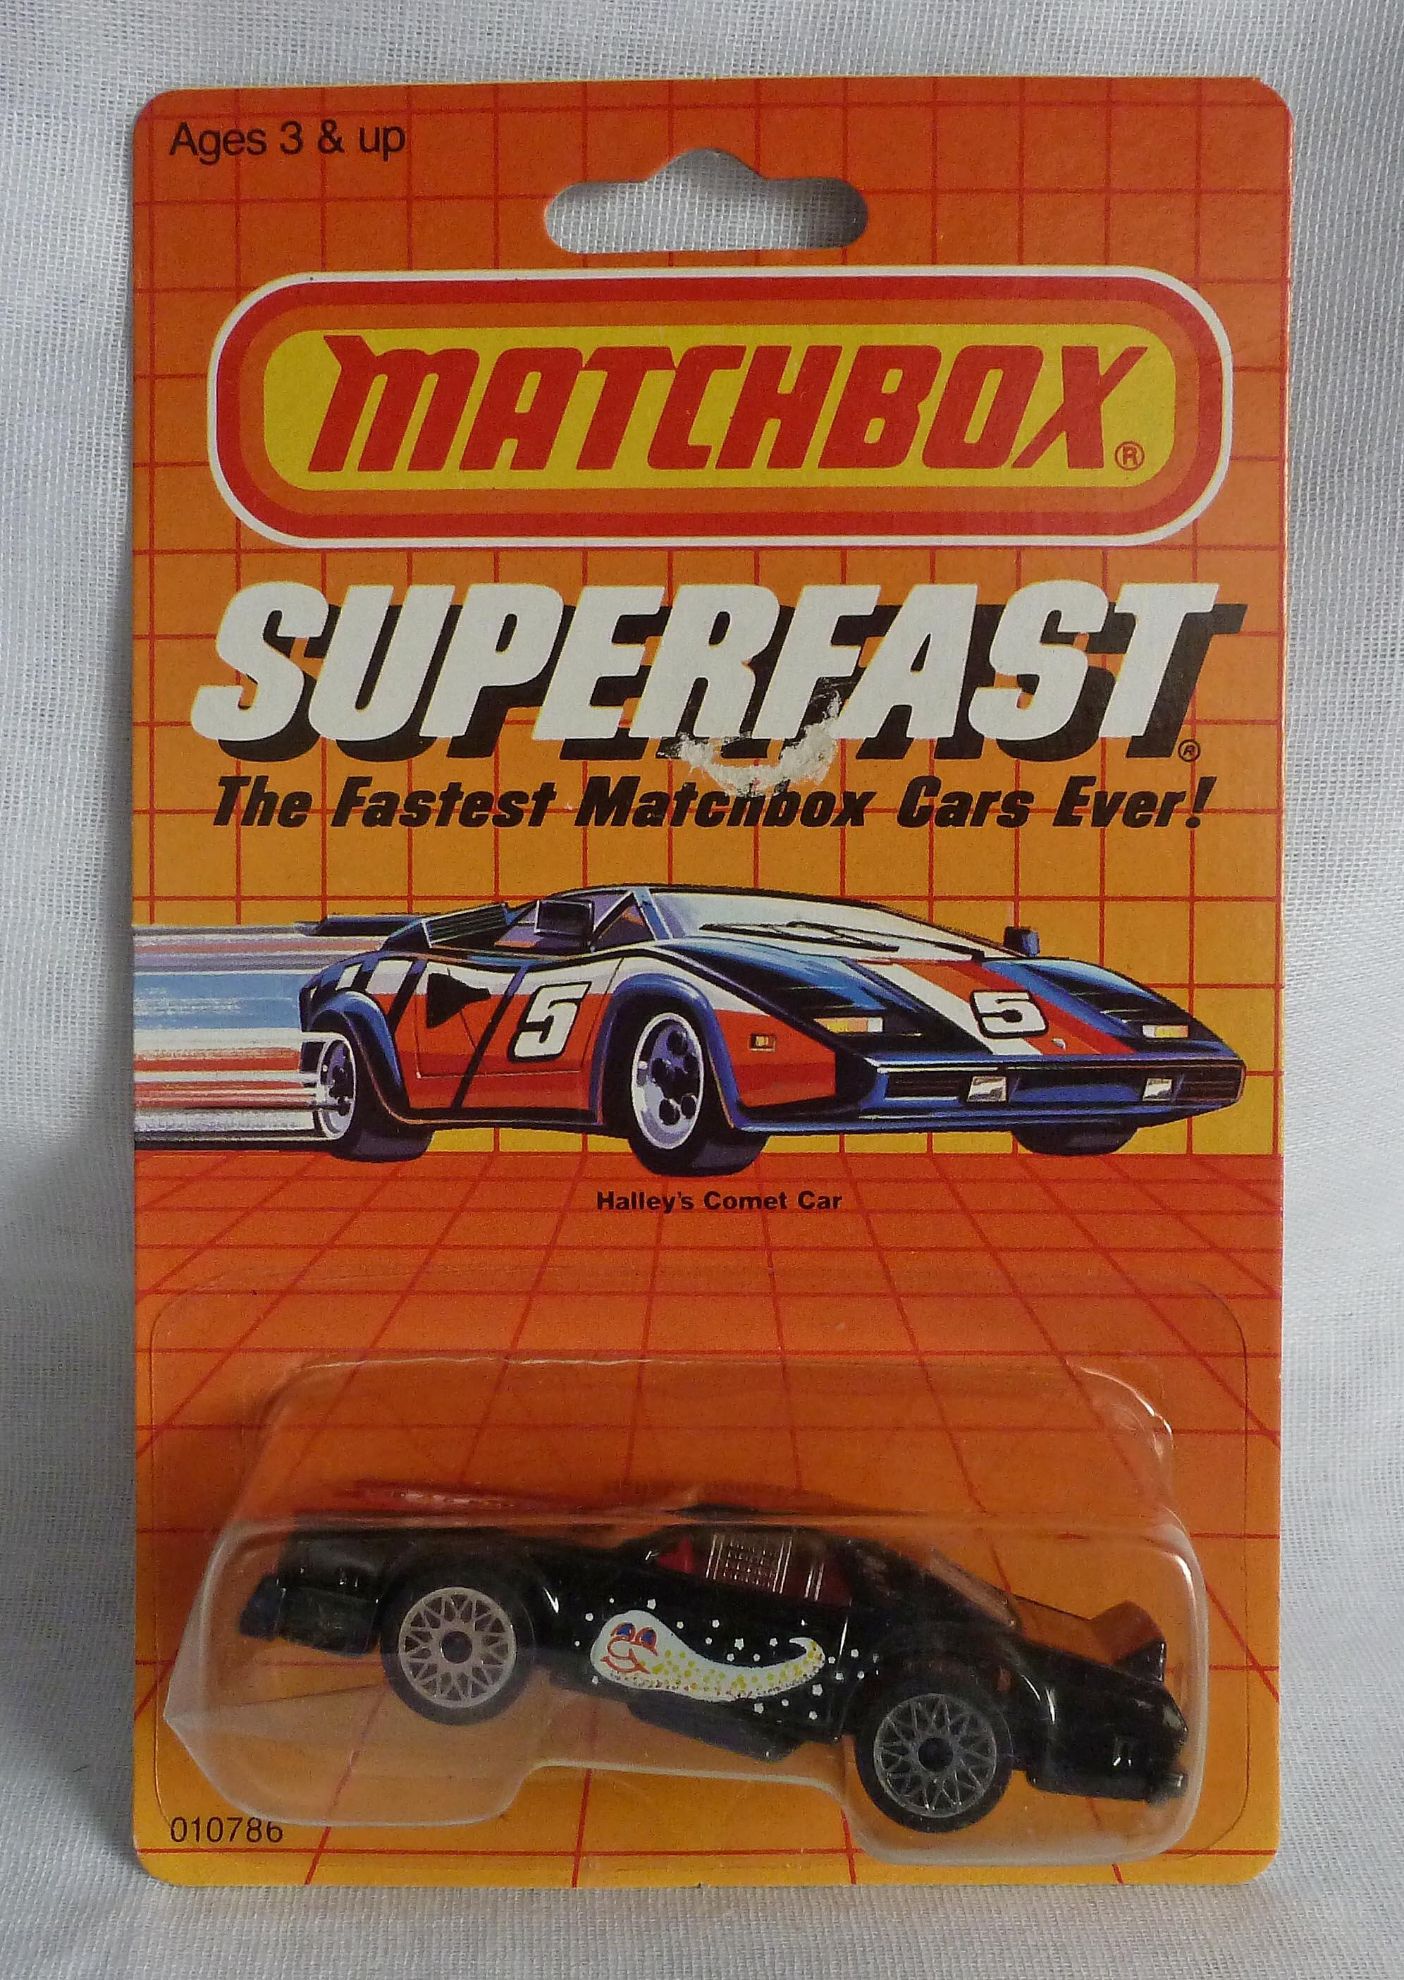 Ages 3 & up
MATCHBOX®
SUPERFAST®
The Fastest Matchbox Cars Ever!
5
5
Halley's Comet Car
010786